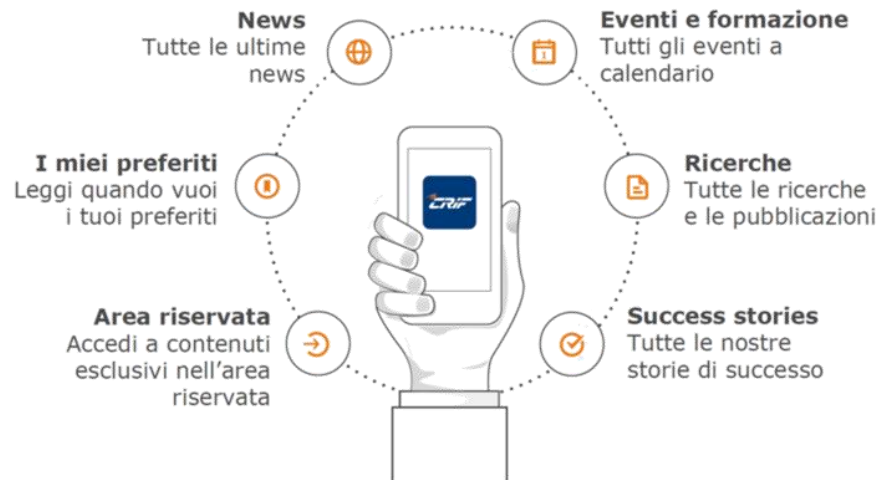 News
Tutte le ultime
news
Eventi e formazione
Tutti gli eventi a
calendario
1
I miei preferiti
Leggi quando vuoi
i tuoi preferiti
CRIF
Ricerche
Tutte le ricerche
e le pubblicazioni
Area riservata
Accedi a contenuti
esclusivi nell’area
riservata
Success stories
Tutte le nostre
storie di successo